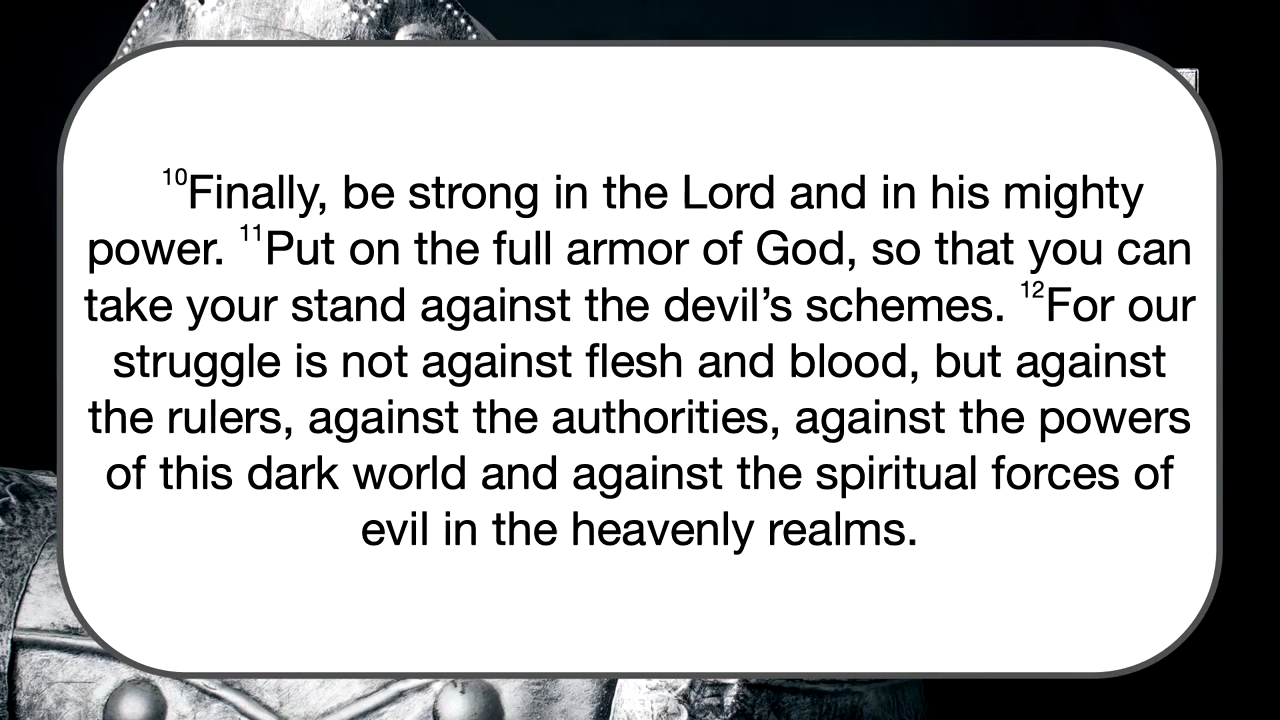 ¹⁰Finally, be strong in the Lord and in his mighty
power. ¹¹Put on the full armor of God, so that you can
take your stand against the devil’s schemes. ¹²For our
struggle is not against flesh and blood, but against
the rulers, against the authorities, against the powers
of this dark world and against the spiritual forces of
evil in the heavenly realms.